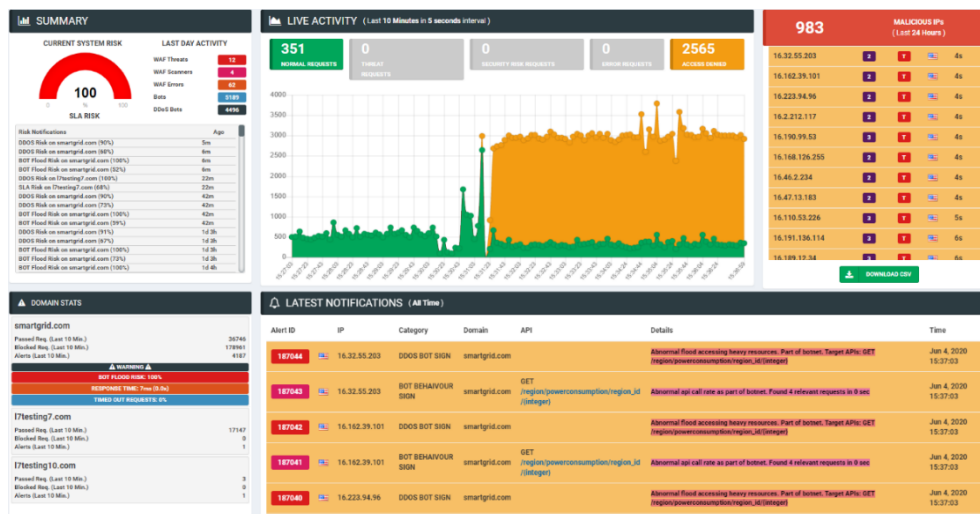 SUMMARY
CURRENT SYSTEM RISK
100
0 % 100
SLA RISK
LAST DAY ACTIVITY
WAF Threats 12
WAF Scanners 4
WAF Errors 62
Bots 5185
DDoS Bots 4496
Risk Notifications Age
DDOS Risk on smartgrid.com (90%) 5m
DDOS Risk on smartgrid.com (68%) 6m
BOT Flood Risk on smartgrid.com (100%) 6m
BOT Flood Risk on smartgrid.com (52%) 6m
DDOS Risk on l7testing7.com (100%) 22m
SLA Risk on l7testing7.com (68%) 22m
DDOS Risk on smartgrid.com (90%) 42m
DDOS Risk on smartgrid.com (73%) 42m
BOT Flood Risk on smartgrid.com (100%) 42m
BOT Flood Risk on smartgrid.com (59%) 42m
DDOS Risk on smartgrid.com (91%) 1d 3h
DDOS Risk on smartgrid.com (67%) 1d 3h
BOT Flood Risk on smartgrid.com (100%) 1d 3h
BOT Flood Risk on smartgrid.com (73%) 1d 3h
BOT Flood Risk on smartgrid.com (100%) 1d 4h
LIVE ACTIVITY (Last 10 Minutes in 5 seconds interval)
351
NORMAL REQUESTS
0
THREAT
REQUESTS
0
SECURITY RISK REQUESTS
0
ERROR REQUESTS
2565
ACCESS DENIED
4000
3500
3000
2500
2000
1500
1000
500
0
983
MALICIOUS IPs
(Last 24 Hours)
16.32.55.203 2 T 4s
16.162.39.101 2 T 4s
16.223.94.96 2 T 4s
16.2.212.117 2 T 4s
16.190.99.53 3 T 4s
16.168.126.255 2 T 4s
16.46.2.234 2 T 4s
16.47.13.183 2 T 4s
16.110.53.226 3 T 5s
16.191.136.114 3 T 6s
16.189.12.34 3 T 6s
DOWNLOAD CSV
DOMAIN STATS
smartgrid.com
Passed Req. (Last 10 Min.) 36746
Blocked Req. (Last 10 Min.) 178961
Alerts (Last 10 Min.) 4187
WARNING
BOT FLOOD RISK: 100%
RESPONSE TIME: 7ms (0.0s)
TIMED OUT REQUESTS: 0%
l7testing7.com
Passed Req. (Last 10 Min.) 17147
Blocked Req. (Last 10 Min.) 0
Alerts (Last 10 Min.) 1
l7testing10.com
Passed Req. (Last 10 Min.) 3
Blocked Req. (Last 10 Min.) 0
Alerts (Last 10 Min.) 1
LATEST NOTIFICATIONS (All Time)
Alert ID IP Category Domain API Details Time
187044 16.32.55.203 DDOS BOT SIGN smartgrid.com Abnormal flood accessing heavy resources. Part of botnet. Target APIs: GET /region/powerconsumption/region_id/(integer) Jun 4, 2020 15:37:03
187043 16.32.55.203 BOT BEHAIVOUR SIGN smartgrid.com GET /region/powerconsumption/region_id/(integer) Abnormal api call rate as part of botnet. Found 4 relevant requests in 0 sec Jun 4, 2020 15:37:03
187042 16.162.39.101 DDOS BOT SIGN smartgrid.com Abnormal flood accessing heavy resources. Part of botnet. Target APIs: GET /region/powerconsumption/region_id/(integer) Jun 4, 2020 15:37:03
187041 16.162.39.101 BOT BEHAIVOUR SIGN smartgrid.com GET /region/powerconsumption/region_id/(integer) Abnormal api call rate as part of botnet. Found 4 relevant requests in 0 sec Jun 4, 2020 15:37:03
187040 16.223.94.96 DDOS BOT SIGN smartgrid.com Abnormal flood accessing heavy resources. Part of botnet. Target APIs: GET /region/powerconsumption/region_id/(integer) Jun 4, 2020 15:37:03